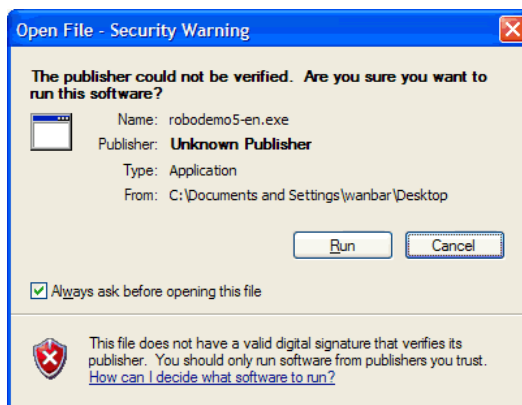 Open File - Security Warning
The publisher could not be verified. Are you sure you want to
run this software?
Name: robodemo5-en.exe
Publisher: Unknown Publisher
Type: Application
From: C:\Documents and Settings\wanbar\Desktop
Run Cancel
Always ask before opening this file
This file does not have a valid digital signature that verifies its
publisher. You should only run software from publishers you trust.
How can I decide what software to run?